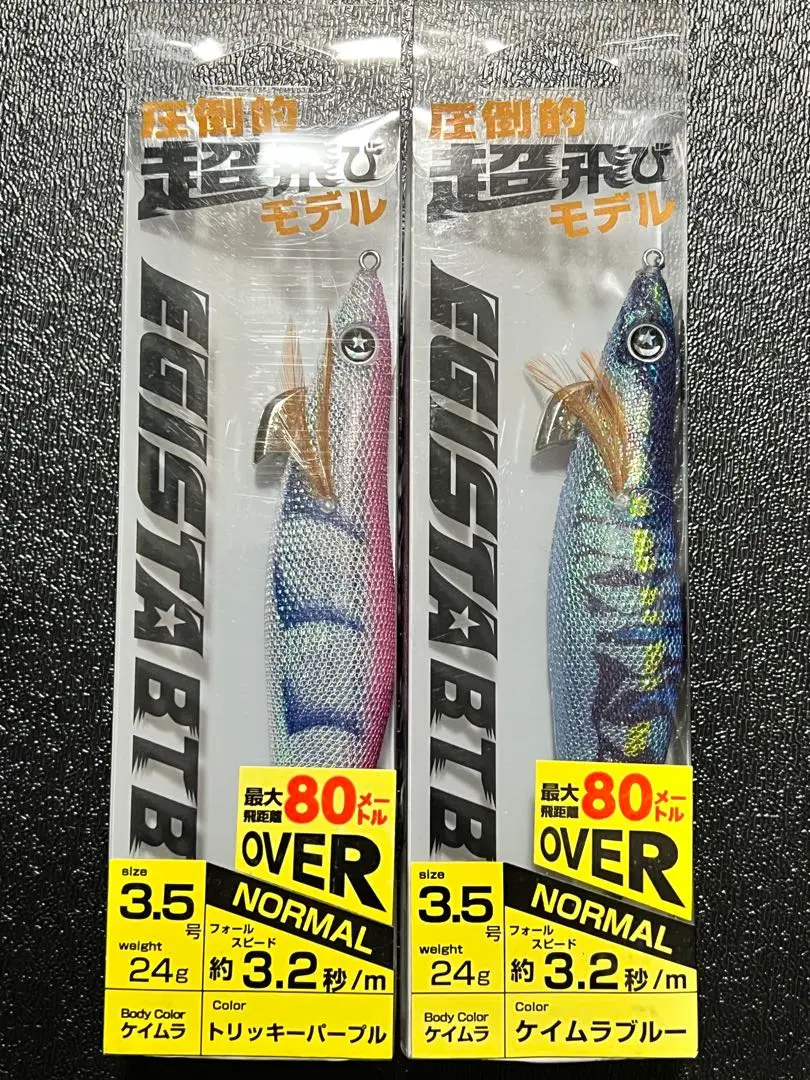 圧倒的
超飛び
モデル
EGISTA BTB
最大
飛距離
80メートル
OVER
NORMAL
size
3.5号
weight
24g
フォール
スピード
約3.2秒/m
Body Color
ケイムラ
Color
トリッキーパープル
圧倒的
超飛び
モデル
EGISTA BTB
最大
飛距離
80メートル
OVER
NORMAL
size
3.5号
weight
24g
フォール
スピード
約3.2秒/m
Body Color
ケイムラ
Color
ケイムラブルー